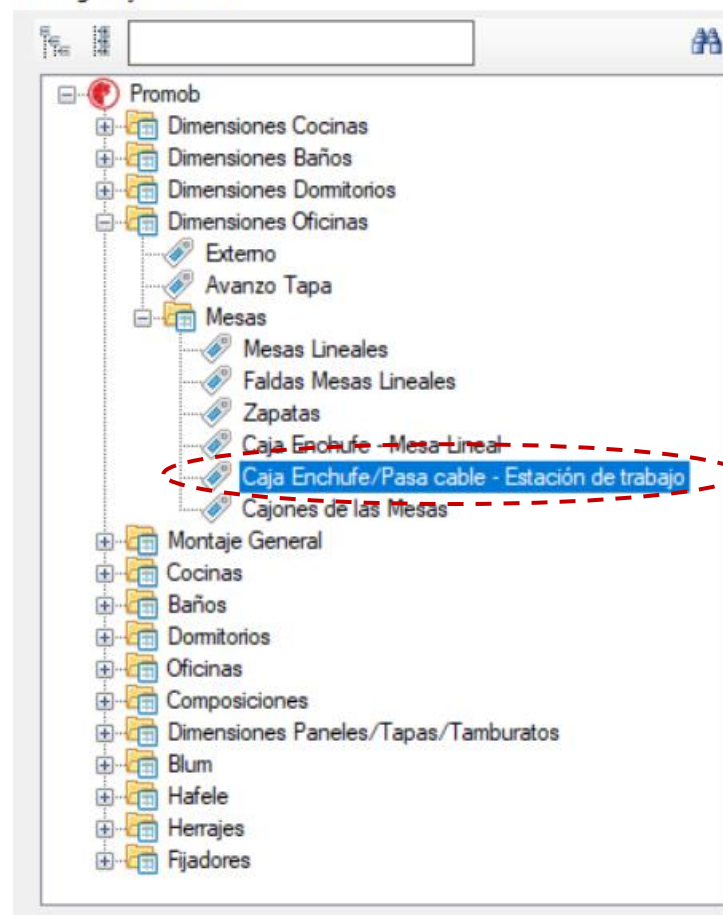 Promob
Dimensiones Cocinas
Dimensiones Baños
Dimensiones Dormitorios
Dimensiones Oficinas
Externo
Avanzo Tapa
Mesas
Mesas Lineales
Faldas Mesas Lineales
Zapatas
Caja Enchufe - Mesa Lineal
Caja Enchufe/Pasa cable - Estación de trabajo
Cajones de las Mesas
Montaje General
Cocinas
Baños
Dormitorios
Oficinas
Composiciones
Dimensiones Paneles/Tapas/Tamburatos
Blum
Hafele
Herrajes
Fijadores